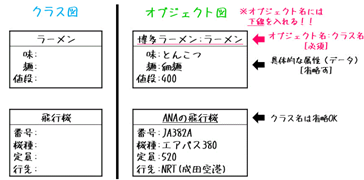 クラス図
オブジェクト図
※オブジェクト名には
下線を入れる！！
ラーメン
味:
麺:
値段:
博多ラーメン:ラーメン
味:とんこつ
麺:細麺
値段:400
オブジェクト名:クラス名
[必須]
具体的な属性(データ)
[省略可]
飛行機
番号:
機種:
定員:
行先:
ANAの飛行機
番号:JA382A
機種:エアバス380
定員:520
行先:NRT(成田空港)
クラス名は省略OK